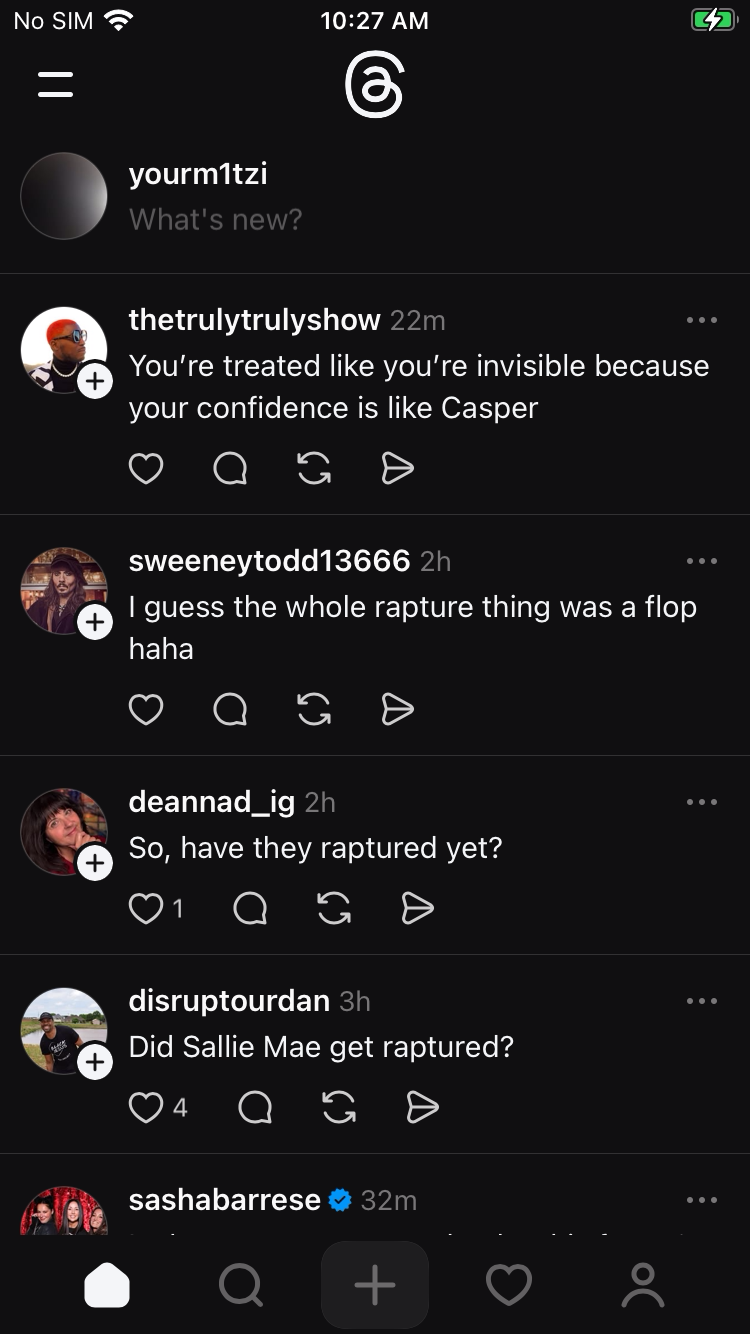 No SIM 10:27 AM
yourm1tzi
What's new?
thetrulytrulyshow 22m
You’re treated like you’re invisible because
your confidence is like Casper
sweeneytodd13666 2h
I guess the whole rapture thing was a flop
haha
deannad_ig 2h
So, have they raptured yet?
1
disruptourdan 3h
Did Sallie Mae get raptured?
4
sashabarrese 32m